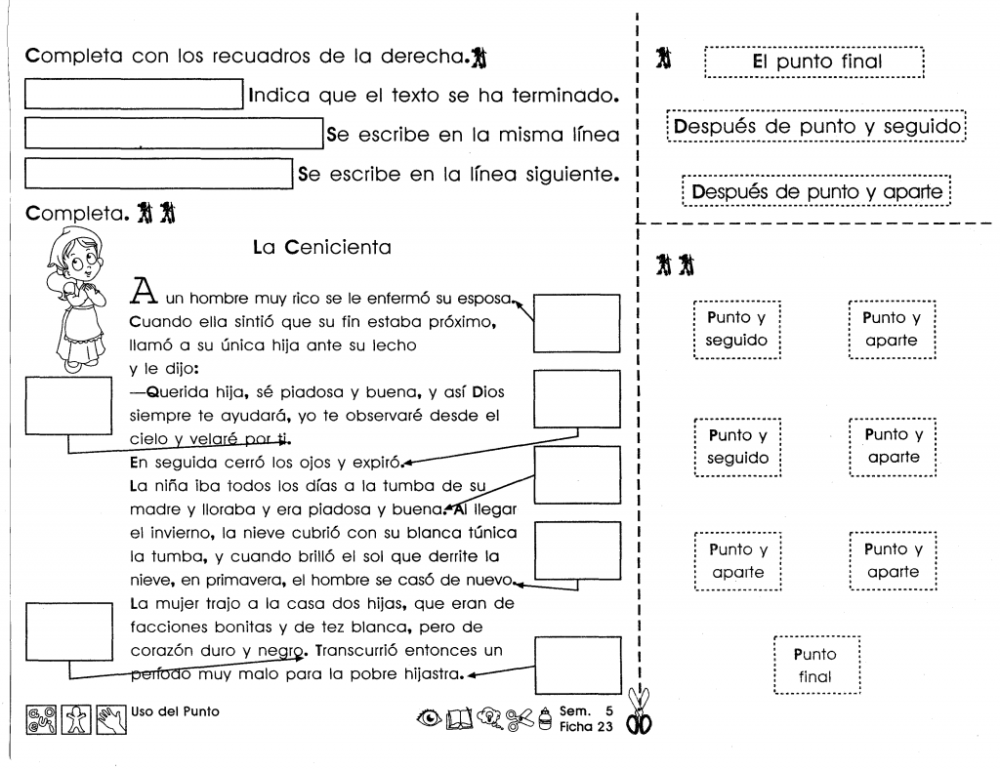 Completa con los recuadros de la derecha.
Indica que el texto se ha terminado.
Se escribe en la misma línea
Se escribe en la línea siguiente.
Completa.
La Cenicienta
A un hombre muy rico se le enfermó su esposa.
Cuando ella sintió que su fin estaba próximo,
llamó a su única hija ante su lecho
y le dijo:
—Querida hija, sé piadosa y buena, y así Dios
siempre te ayudará, yo te observaré desde el
cielo y velaré por ti.
En seguida cerró los ojos y expiró.
La niña iba todos los días a la tumba de su
madre y lloraba y era piadosa y buena. Al llegar
el invierno, la nieve cubrió con su blanca túnica
la tumba, y cuando brilló el sol que derrite la
nieve, en primavera, el hombre se casó de nuevo.
La mujer trajo a la casa dos hijas, que eran de
facciones bonitas y de tez blanca, pero de
corazón duro y negro. Transcurrió entonces un
período muy malo para la pobre hijastra.
Uso del Punto
Sem. 5
Ficha 23
El punto final
Después de punto y seguido
Después de punto y aparte
Punto y
seguido
Punto y
aparte
Punto y
seguido
Punto y
aparte
Punto y
aparte
Punto y
aparte
Punto
final